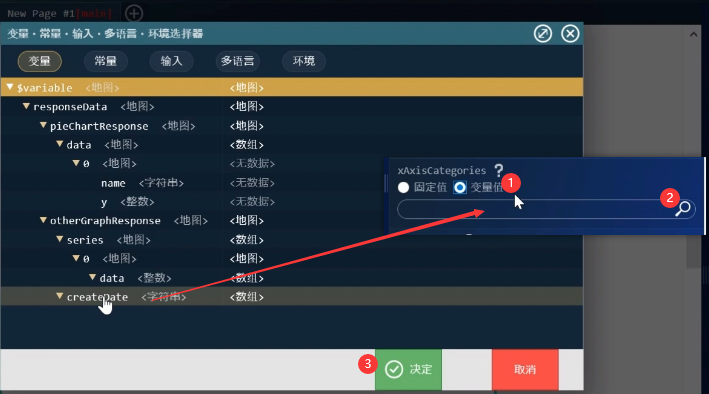 New Page #1[main]
变量・常量・输入・多语言・环境选择器
变量 常量 输入 多语言 环境
$variable <地图> <地图>
responseData <地图> <地图>
pieChartResponse <地图> <地图>
data <地图> <数组>
0 <地图> <无数据>
name <字符串> <无数据>
y <整数> <无数据>
otherGraphResponse <地图> <地图>
series <地图> <数组>
0 <地图> <地图>
data <整数> <数组>
createDate <字符串> <数组>
xAxisCategories ?
固定值 变量值 1
2
3 决定 取消